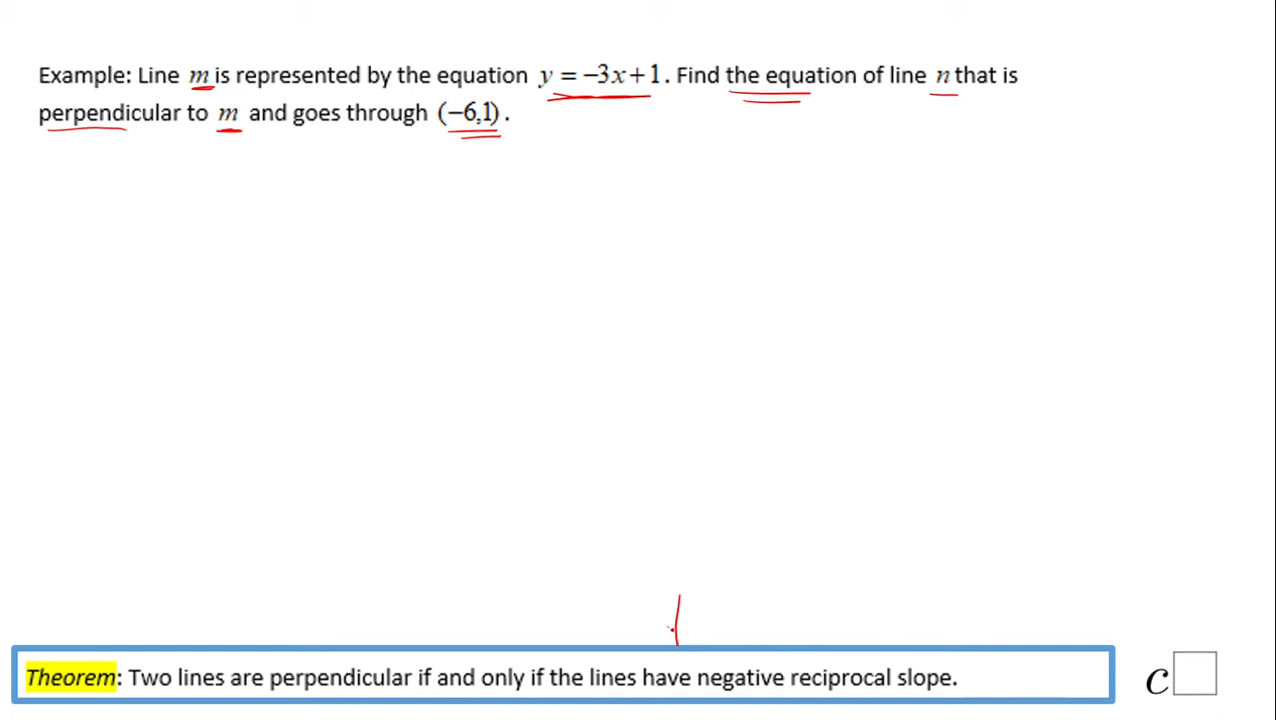 Example: Line m is represented by the equation y = −3x+1. Find the equation of line n that is
perpendicular to m and goes through (−6,1).
Theorem: Two lines are perpendicular if and only if the lines have negative reciprocal slope.
c